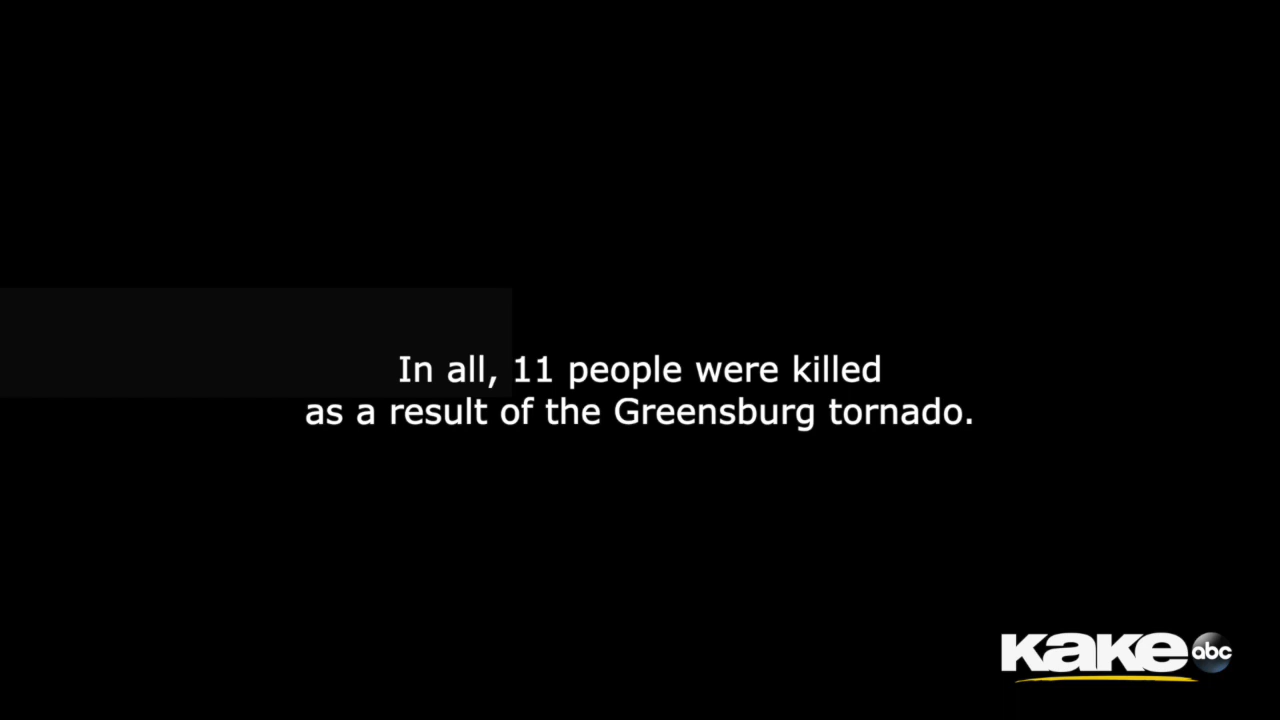 In all, 11 people were killed
as a result of the Greensburg tornado.
kake abc